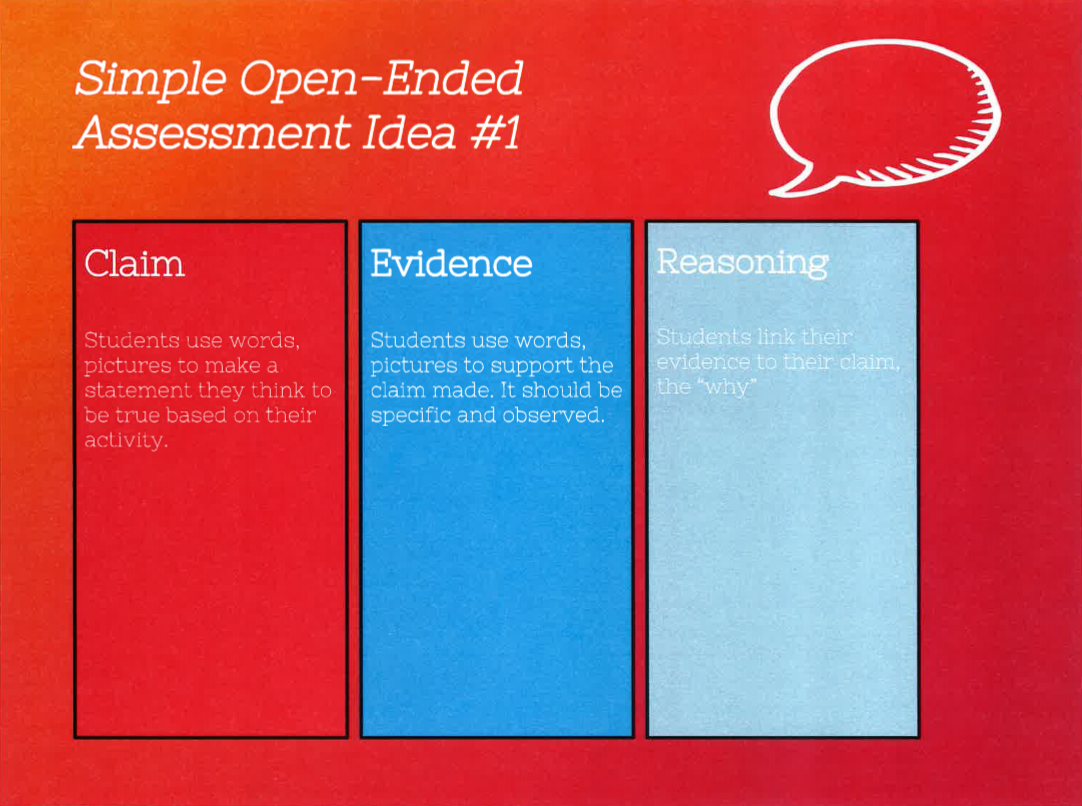 Simple Open-Ended
Assessment Idea #1
Claim
Students use words,
pictures to make a
statement they think to
be true based on their
activity.
Evidence
Students use words,
pictures to support the
claim made. It should be
specific and observed.
Reasoning
Students link their
evidence to their claim,
the “why”